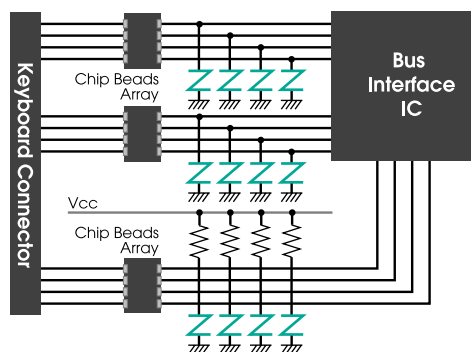 Keyboard Connector
Chip Beads
Array
Bus
Interface
IC
Vcc
Chip Beads
Array